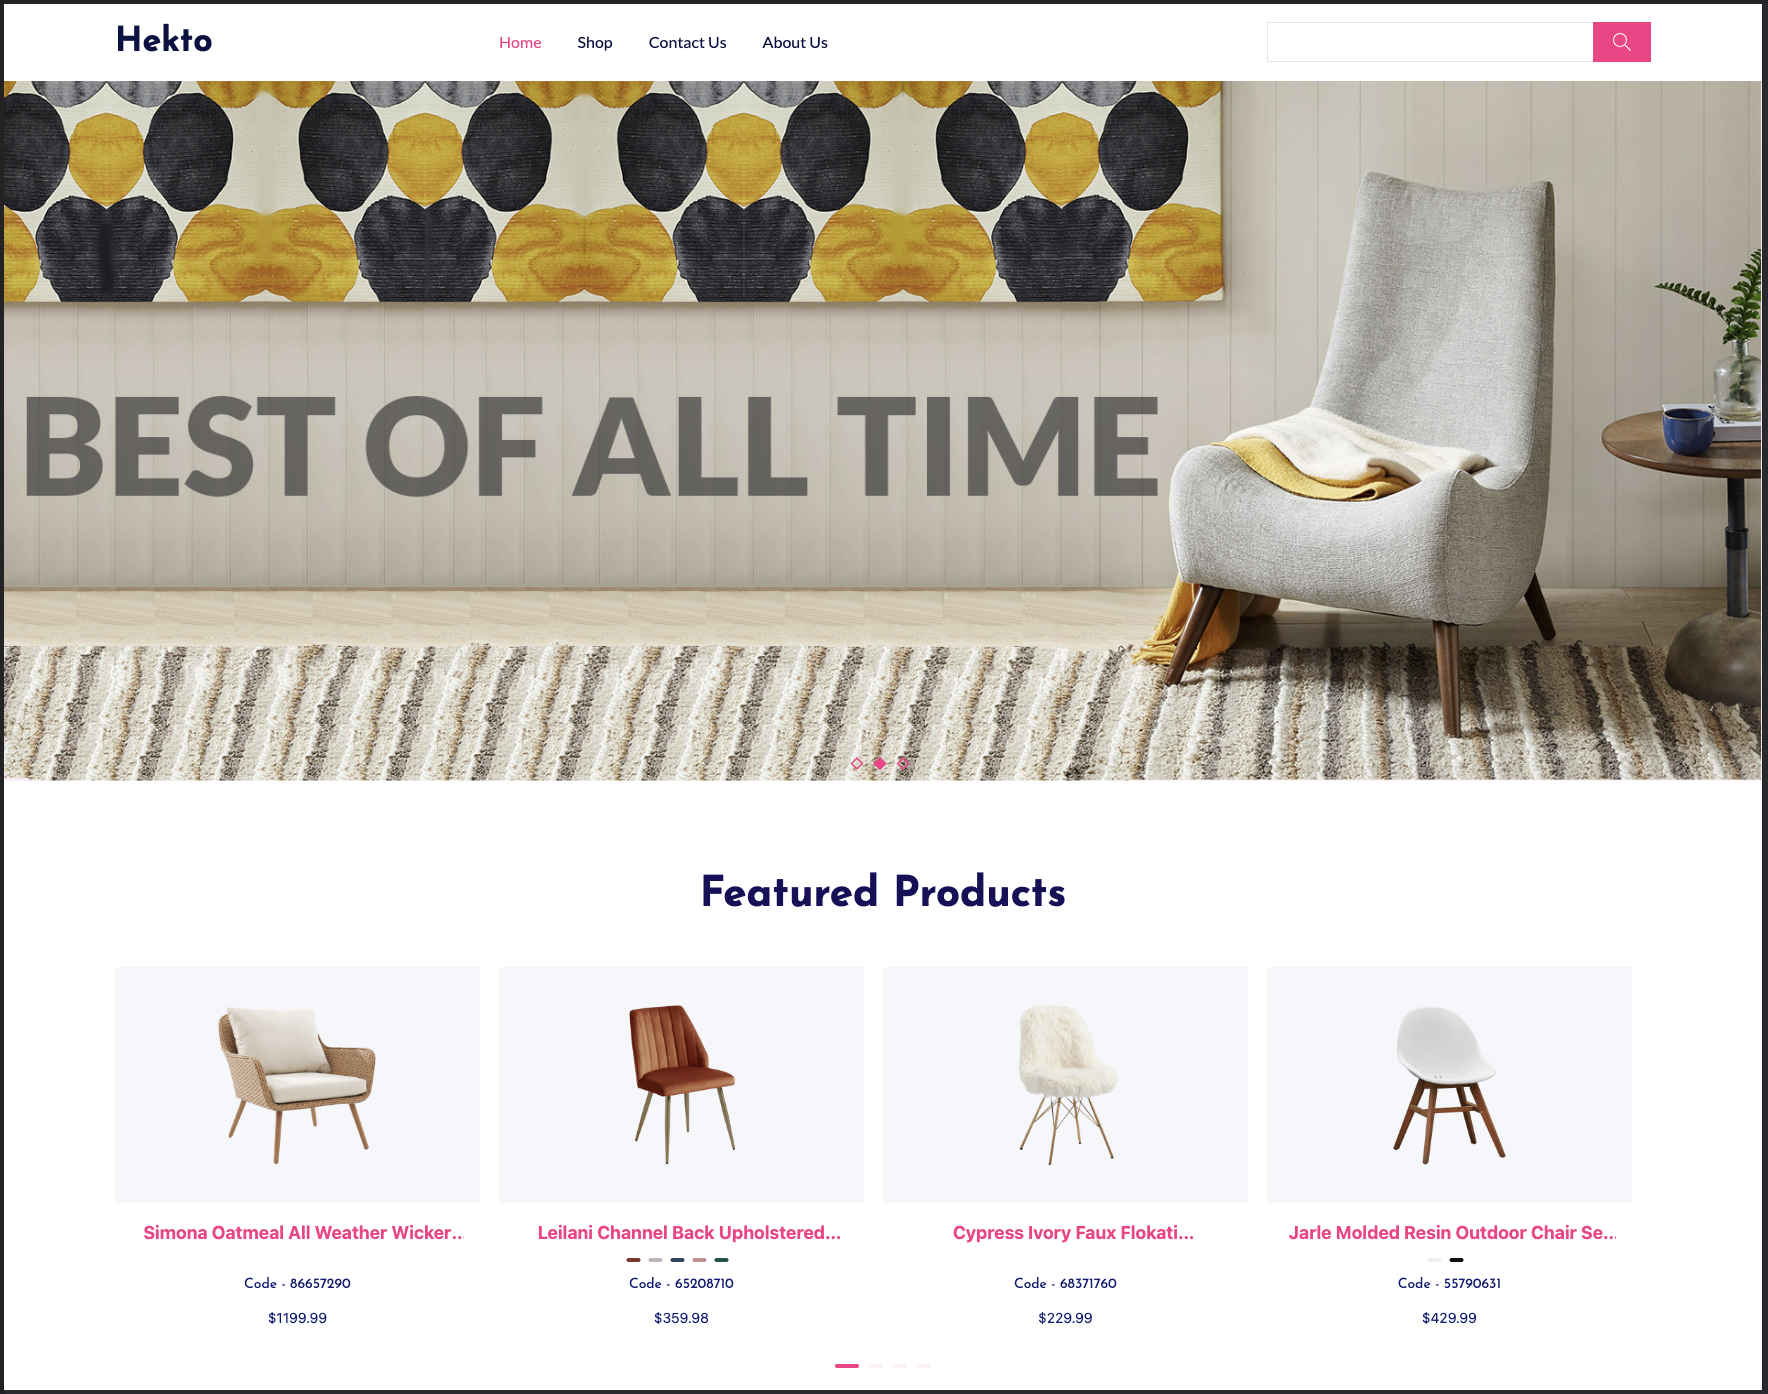 Hekto
Home Shop Contact Us About Us
BEST OF ALL TIME
Featured Products
Simona Oatmeal All Weather Wicker...
Code - 86657290
$1199.99
Leilani Channel Back Upholstered...
Code - 65208710
$359.98
Cypress Ivory Faux Flokati...
Code - 68371760
$229.99
Jarle Molded Resin Outdoor Chair Se...
Code - 55790631
$429.99